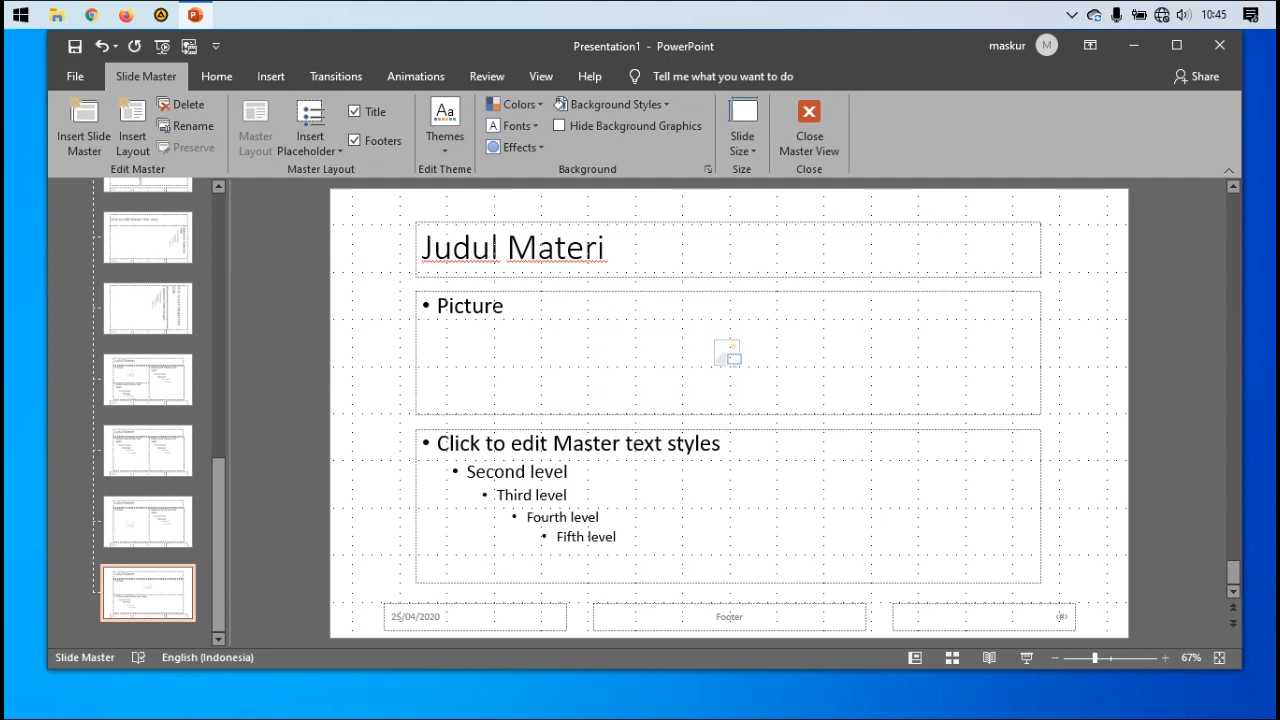 10:45
Presentation1 - PowerPoint
maskur
M
File
Slide Master
Home
Insert
Transitions
Animations
Review
View
Help
Tell me what you want to do
Share
Insert Slide
Master
Insert
Layout
Delete
Rename
Preserve
Edit Master
Master
Layout
Insert
Placeholder
Title
Footers
Master Layout
Aa
Themes
Edit Theme
Colors
Fonts
Effects
Background Styles
Hide Background Graphics
Background
Slide
Size
Size
Close
Master View
Close
Judul Materi
• Picture
• Click to edit Master text styles
• Second level
• Third level
• Fourth level
• Fifth level
25/04/2020
Footer
‹#›
Slide Master
English (Indonesia)
67%